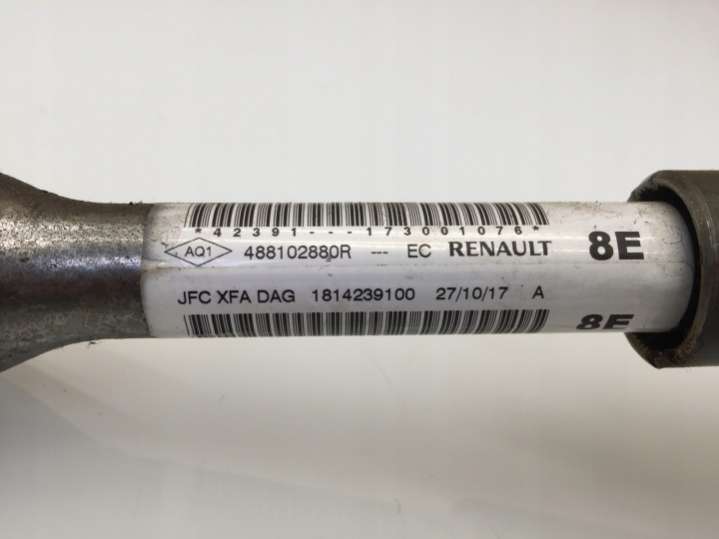 *42391---173001076*
AQ1 488102880R --- EC RENAULT 8E
JFC XFA DAG 1814239100 27/10/17 A
8E